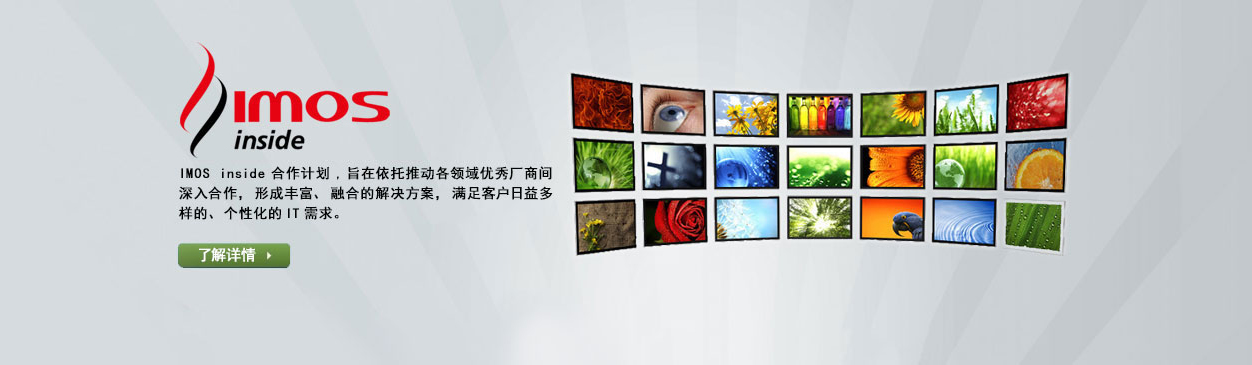 IMOS
inside
IMOS inside 合作计划，旨在依托推动各领域优秀厂商间
深入合作，形成丰富、融合的解决方案，满足客户日益多
样的、个性化的 IT 需求。
了解详情